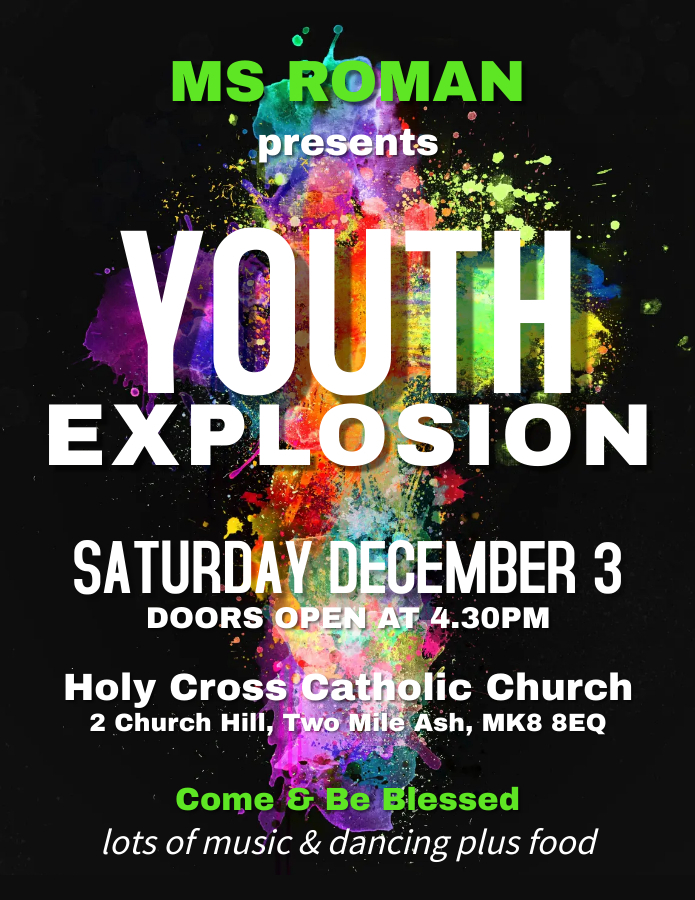 MS ROMAN
presents
YOUTH
EXPLOSION
SATURDAY DECEMBER 3
DOORS OPEN AT 4.30PM
Holy Cross Catholic Church
2 Church Hill, Two Mile Ash, MK8 8EQ
Come & Be Blessed
lots of music & dancing plus food